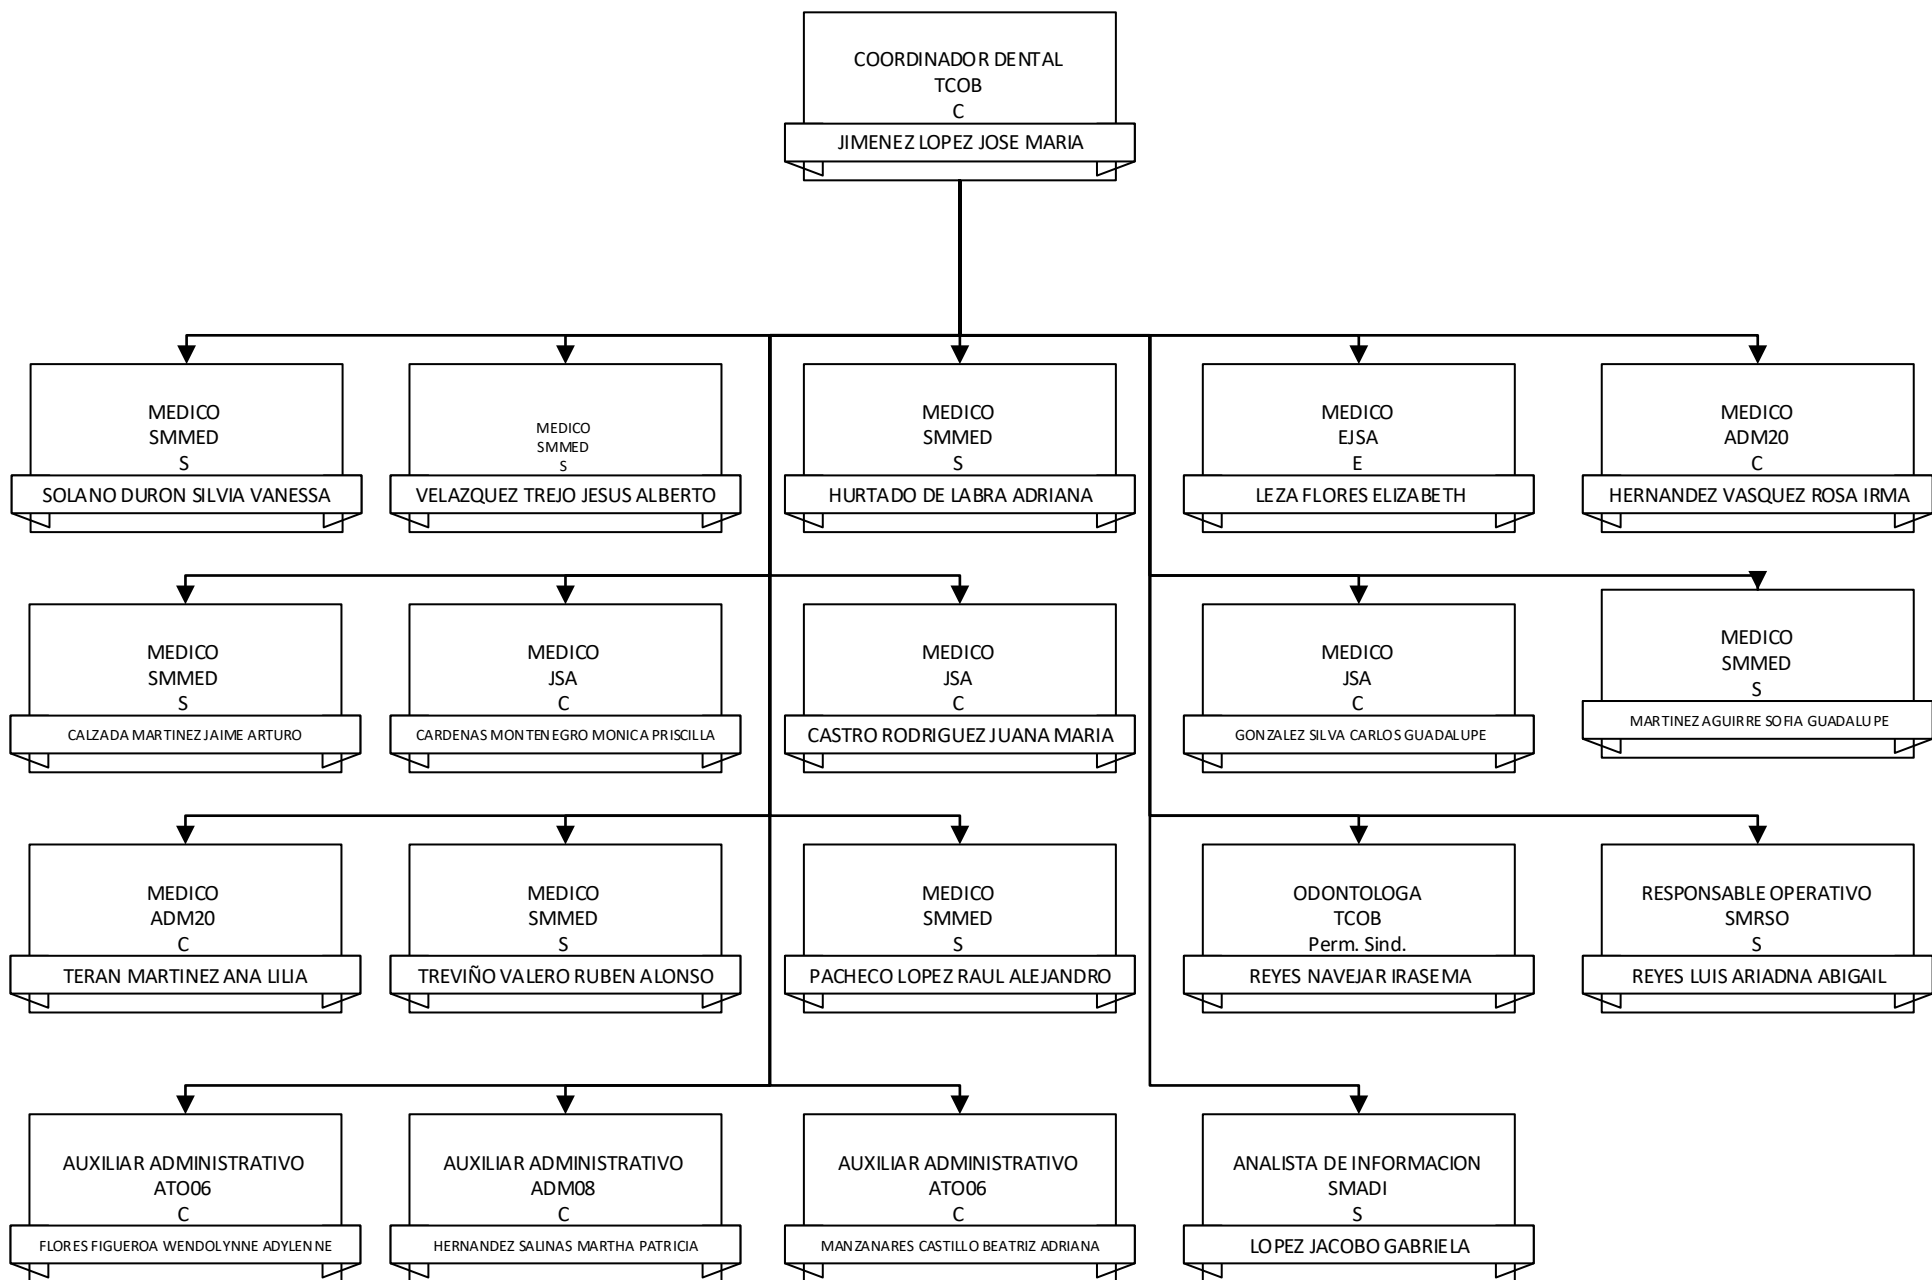 COORDINADOR DENTAL
TCOB
C
JIMENEZ LOPEZ JOSE MARIA
MEDICO
SMMED
S
SOLANO DURON SILVIA VANESSA
MEDICO
SMMED
S
VELAZQUEZ TREJO JESUS ALBERTO
MEDICO
SMMED
S
HURTADO DE LABRA ADRIANA
MEDICO
EJSA
E
LEZA FLORES ELIZABETH
MEDICO
ADM20
C
HERNANDEZ VASQUEZ ROSA IRMA
MEDICO
SMMED
S
CALZADA MARTINEZ JAIME ARTURO
MEDICO
JSA
C
CARDENAS MONTENEGRO MONICA PRISCILLA
MEDICO
JSA
C
CASTRO RODRIGUEZ JUANA MARIA
MEDICO
JSA
C
GONZALEZ SILVA CARLOS GUADALUPE
MEDICO
SMMED
S
MARTINEZ AGUIRRE SOFIA GUADALUPE
MEDICO
ADM20
C
TERAN MARTINEZ ANA LILIA
MEDICO
SMMED
S
TREVIÑO VALERO RUBEN ALONSO
MEDICO
SMMED
S
PACHECO LOPEZ RAUL ALEJANDRO
ODONTOLOGA
TCOB
Perm. Sind.
REYES NAVEJAR IRASEMA
RESPONSABLE OPERATIVO
SMRSO
S
REYES LUIS ARIADNA ABIGAIL
AUXILIAR ADMINISTRATIVO
ATO06
C
FLORES FIGUEROA WENDOLYNNE ADYLENNE
AUXILIAR ADMINISTRATIVO
ADM08
C
HERNANDEZ SALINAS MARTHA PATRICIA
AUXILIAR ADMINISTRATIVO
ATO06
C
MANZANARES CASTILLO BEATRIZ ADRIANA
ANALISTA DE INFORMACION
SMADI
S
LOPEZ JACOBO GABRIELA